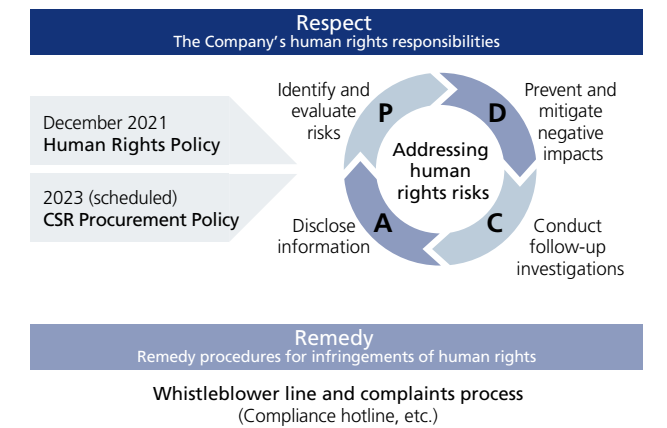 Respect
The Company's human rights responsibilities
December 2021
Human Rights Policy
2023 (scheduled)
CSR Procurement Policy
Identify and
evaluate
risks
P
D
Prevent and
mitigate
negative
impacts
Addressing
human
rights risks
Disclose
information
A
C
Conduct
follow-up
investigations
Remedy
Remedy procedures for infringements of human rights
Whistleblower line and complaints process
(Compliance hotline, etc.)